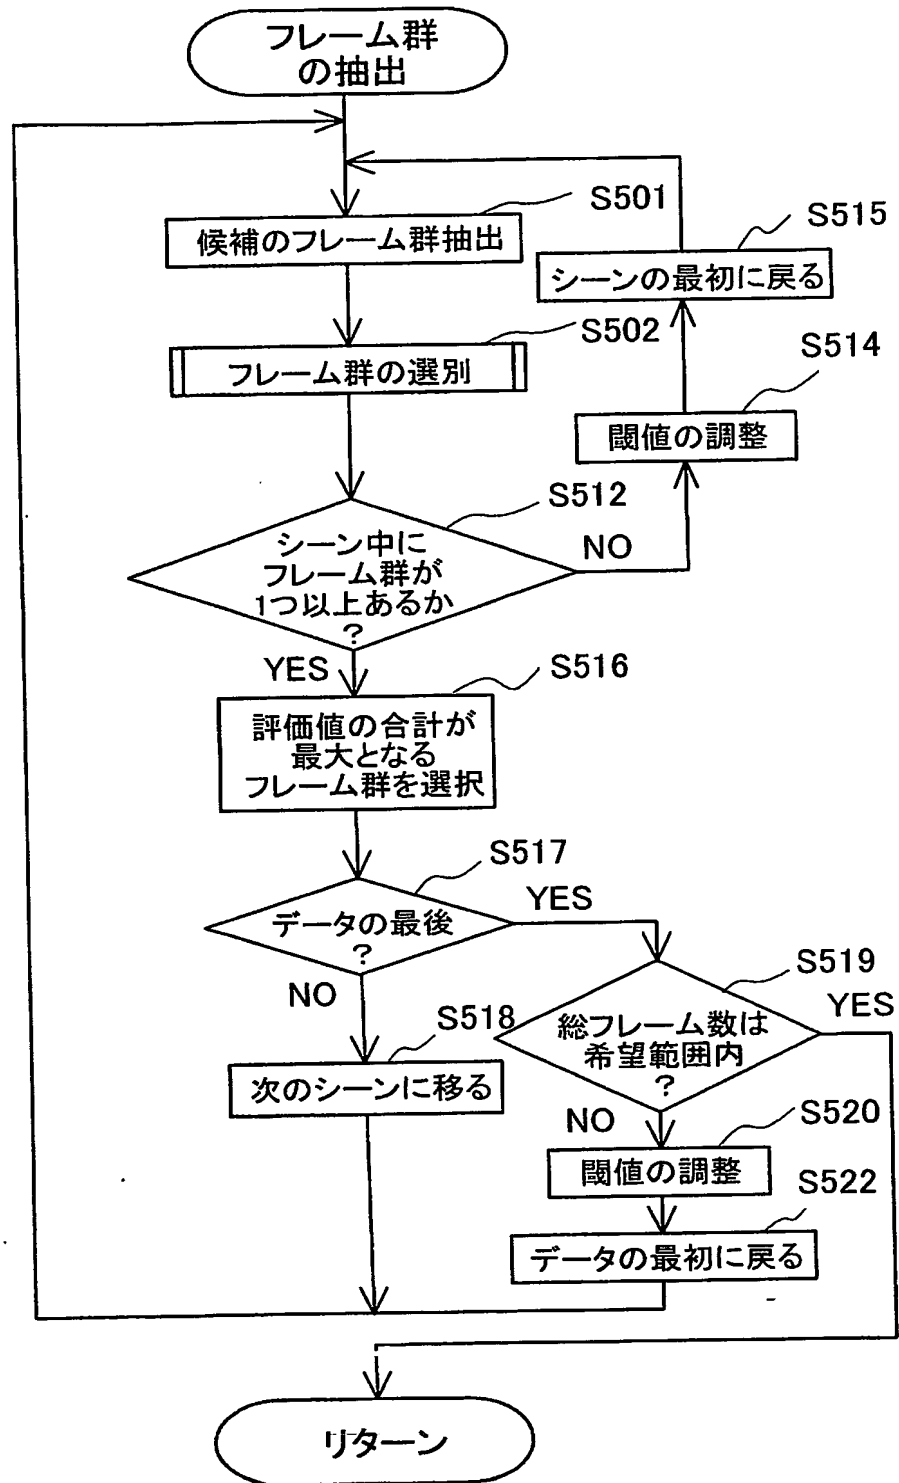 フレーム群
の抽出
S501
候補のフレーム群抽出
S515
シーンの最初に戻る
S502
フレーム群の選別
S514
閾値の調整
S512
シーン中に
フレーム群が
1つ以上あるか
?
NO
YES
S516
評価値の合計が
最大となる
フレーム群を選択
S517
データの最後
?
YES
NO
S519
総フレーム数は
希望範囲内
?
YES
S518
次のシーンに移る
NO
S520
閾値の調整
S522
データの最初に戻る
リターン